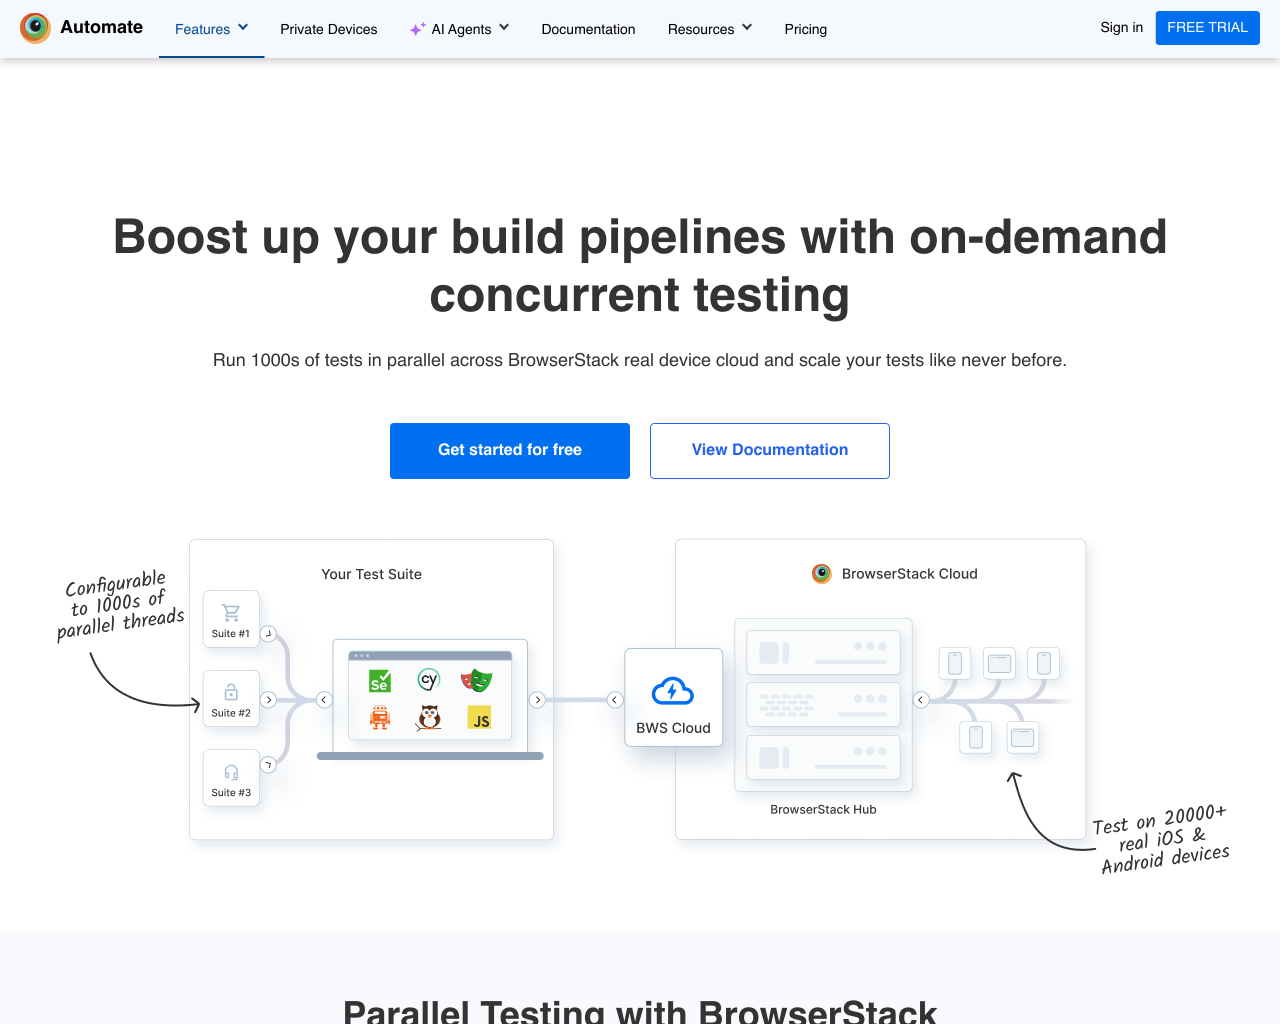 Automate
Features
Private Devices
AI Agents
Documentation
Resources
Pricing
Sign in
FREE TRIAL
Boost up your build pipelines with on-demand
concurrent testing
Run 1000s of tests in parallel across BrowserStack real device cloud and scale your tests like never before.
Get started for free
View Documentation
Configurable
to 1000s of
parallel threads
Your Test Suite
Suite #1
Suite #2
Suite #3
Se
cy
JS
BWS Cloud
BrowserStack Cloud
BrowserStack Hub
Test on 20000+
real iOS &
Android devices
Parallel Testing with BrowserStack